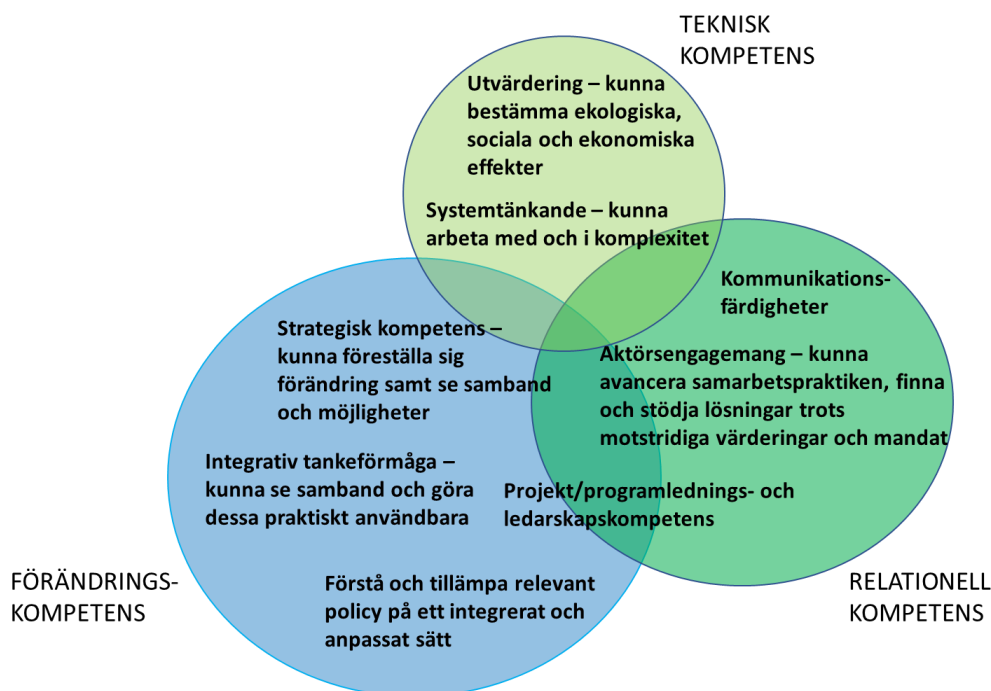 TEKNISK
KOMPETENS
Utvärdering – kunna
bestämma ekologiska,
sociala och ekonomiska
effekter
Systemtänkande – kunna
arbeta med och i komplexitet
Kommunikations-
färdigheter
Strategisk kompetens –
kunna föreställa sig
förändring samt se samband
och möjligheter
Aktörsengagemang – kunna
avancera samarbetspraktiken, finna
och stödja lösningar trots
motstridiga värderingar och mandat
Integrativ tankeförmåga –
kunna se samband och göra
dessa praktiskt användbara
Projekt/programlednings- och
ledarskapskompetens
Förstå och tillämpa relevant
policy på ett integrerat och
anpassat sätt
FÖRÄNDRINGS-
KOMPETENS
RELATIONELL
KOMPETENS